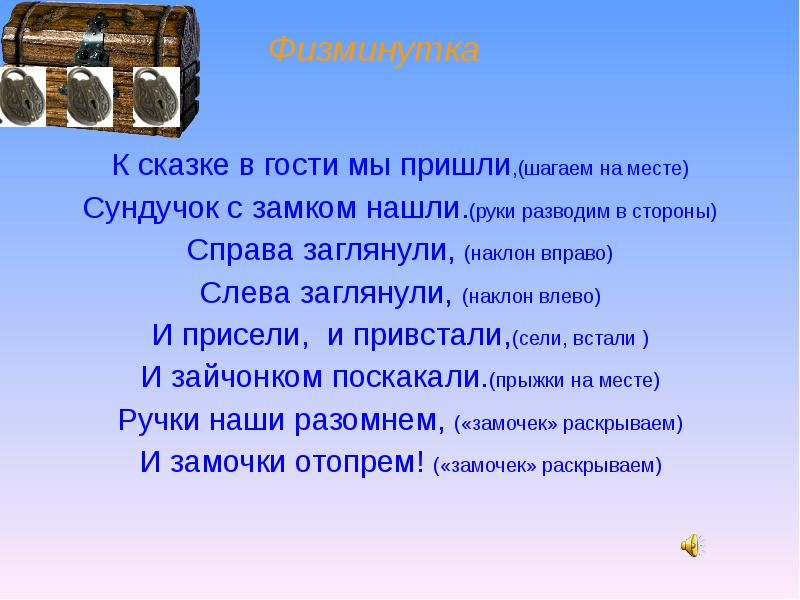 Физминутка
К сказке в гости мы пришли,(шагаем на месте)
Сундучок с замком нашли.(руки разводим в стороны)
Справа заглянули, (наклон вправо)
Слева заглянули, (наклон влево)
И присели,  и привстали,(сели, встали )
И зайчонком поскакали.(прыжки на месте)
Ручки наши разомнем, («замочек» раскрываем)
И замочки отопрем! («замочек» раскрываем)